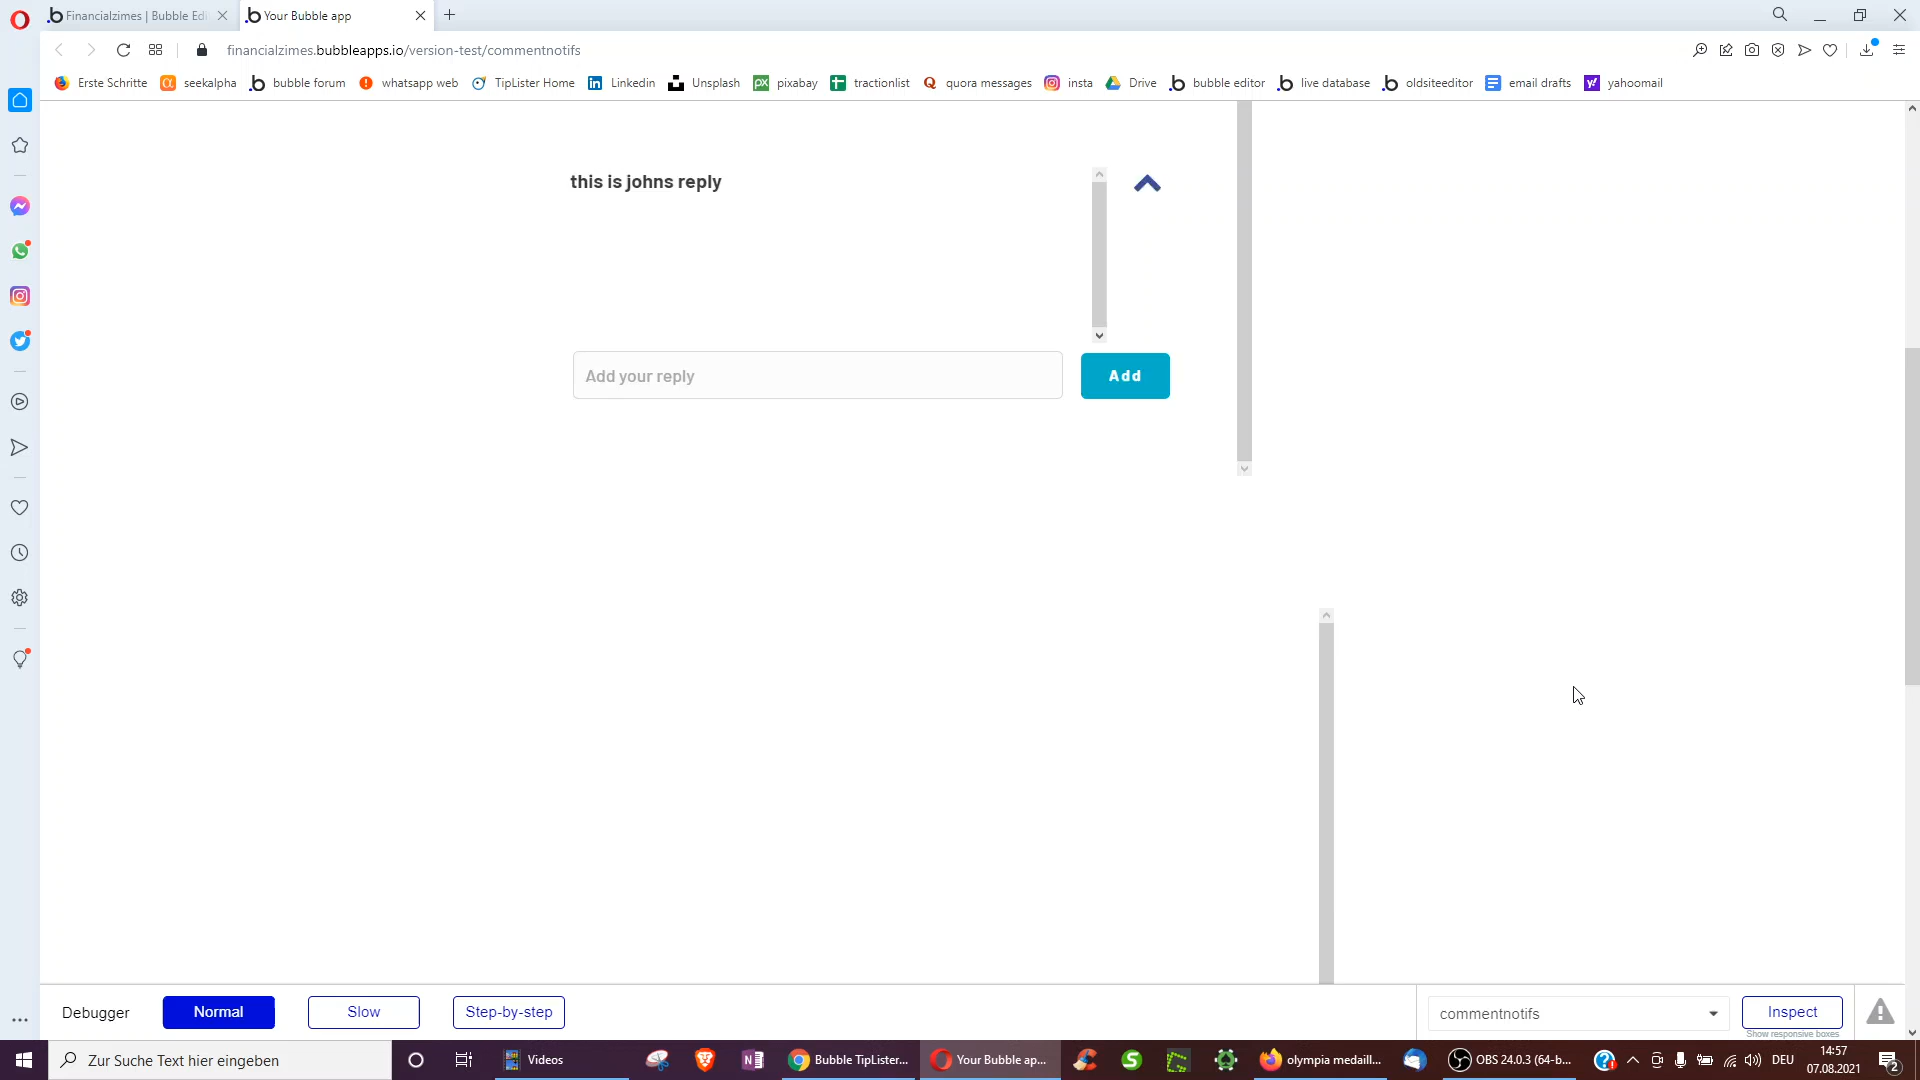 Financialzimes | Bubble Edi
Your Bubble app
financialzimes.bubbleapps.io/version-test/commentnotifs
Erste Schritte
seekalpha
bubble forum
whatsapp web
TipLister Home
Linkedin
Unsplash
pixabay
tractionlist
quora messages
insta
Drive
bubble editor
live database
oldsiteeditor
email drafts
yahoomail
this is johns reply
Add your reply
Add
Debugger
Normal
Slow
Step-by-step
commentnotifs
Inspect
Show responsive boxes
Zur Suche Text hier eingeben
Videos
Bubble TipLister...
Your Bubble ap...
olympia medaill...
OBS 24.0.3 (64-b...
DEU
14:57
07.08.2021
2